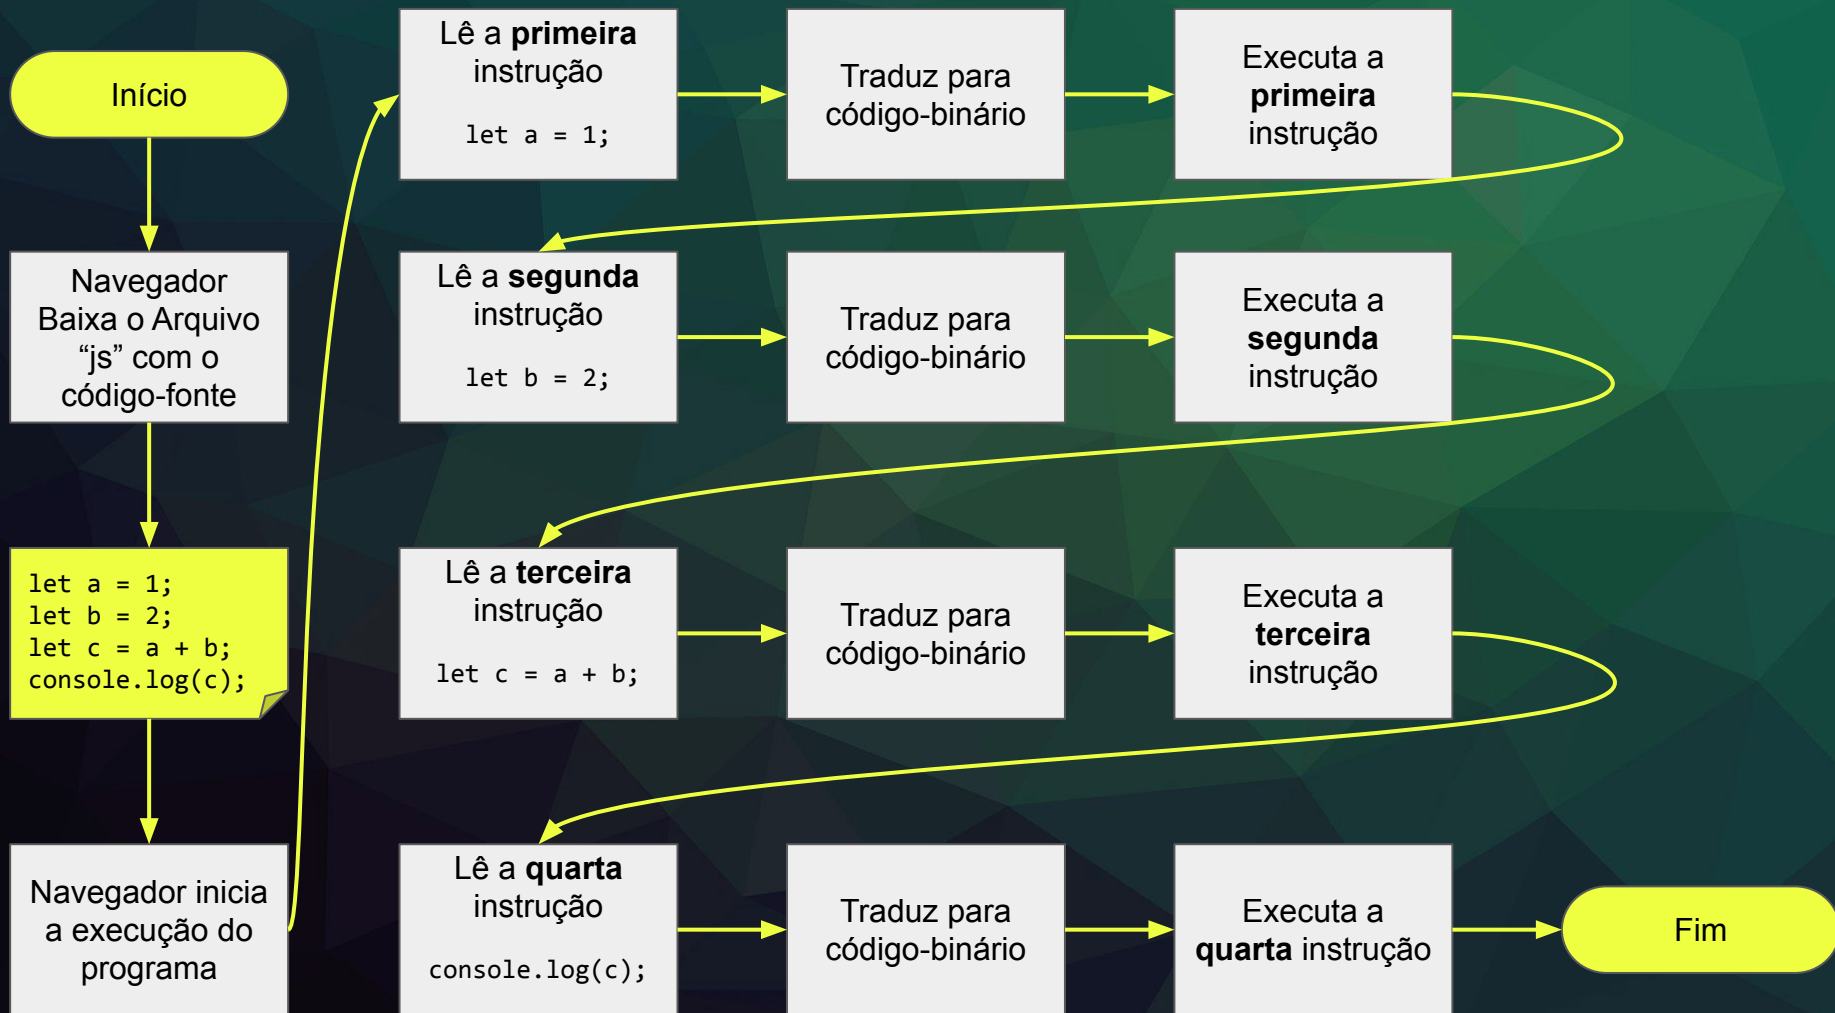 Início
Navegador
Baixa o Arquivo
“js” com o
código-fonte
let a = 1;
let b = 2;
let c = a + b;
console.log(c);
Navegador inicia
a execução do
programa
Lê a primeira
instrução
let a = 1;
Traduz para
código-binário
Executa a
primeira
instrução
Lê a segunda
instrução
let b = 2;
Traduz para
código-binário
Executa a
segunda
instrução
Lê a terceira
instrução
let c = a + b;
Traduz para
código-binário
Executa a
terceira
instrução
Lê a quarta
instrução
console.log(c);
Traduz para
código-binário
Executa a
quarta instrução
Fim